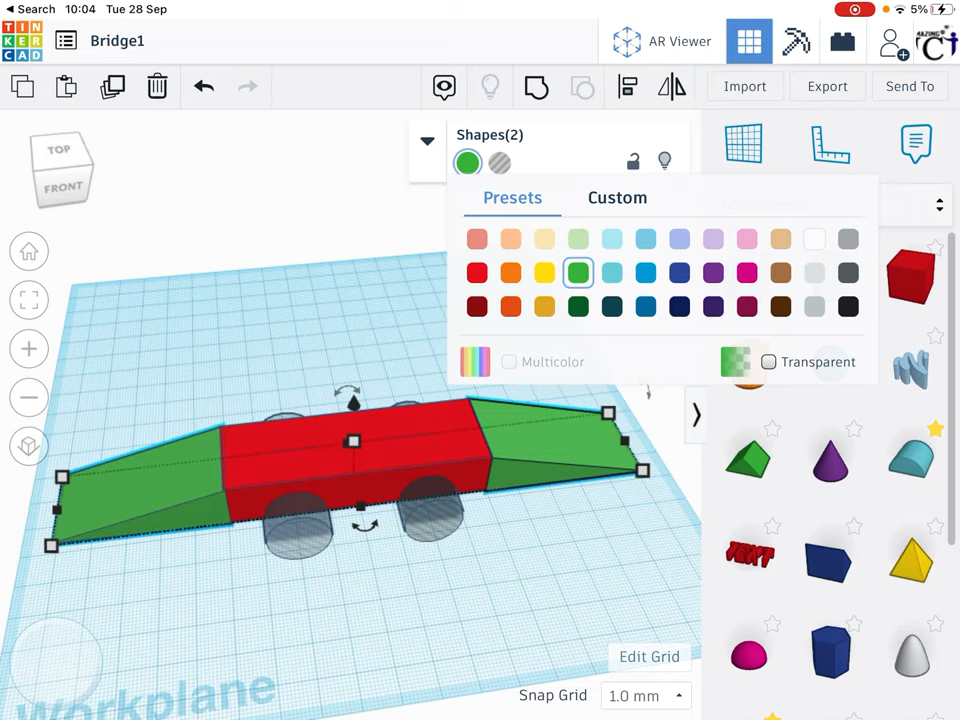 ◀ Search 10:04 Tue 28 Sep 5%
TIN
KER
CAD
Bridge1
AR Viewer
Import
Export
Send To
Shapes(2)
TOP
FRONT
Presets
Custom
Multicolor
Transparent
TEXT
Edit Grid
Workplane
Snap Grid
1.0 mm